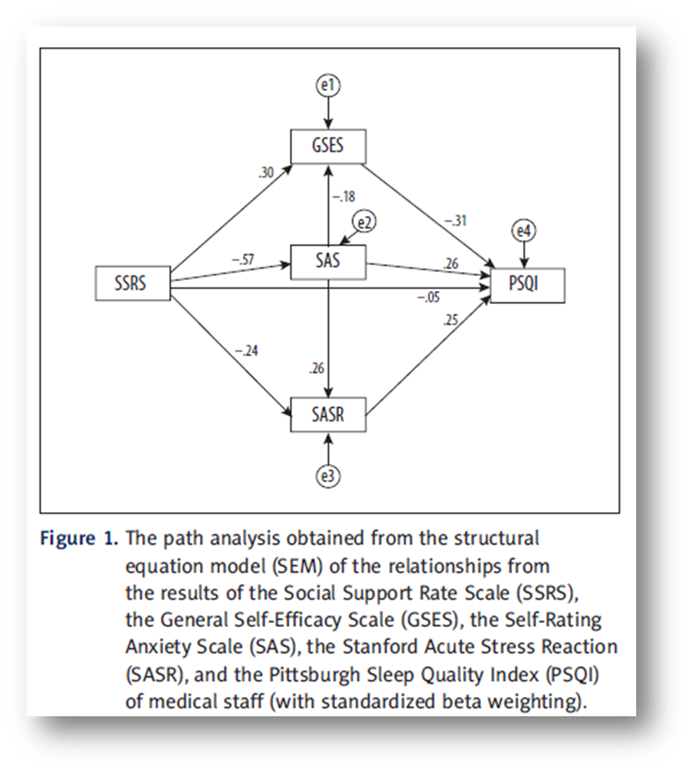 e1
GSES
.30
–.18
e2
–.31
e4
–.57
SAS
.26
SSRS
PSQI
–.05
.25
–.24
.26
SASR
e3
Figure 1. The path analysis obtained from the structural
equation model (SEM) of the relationships from
the results of the Social Support Rate Scale (SSRS),
the General Self-Efficacy Scale (GSES), the Self-Rating
Anxiety Scale (SAS), the Stanford Acute Stress Reaction
(SASR), and the Pittsburgh Sleep Quality Index (PSQI)
of medical staff (with standardized beta weighting).